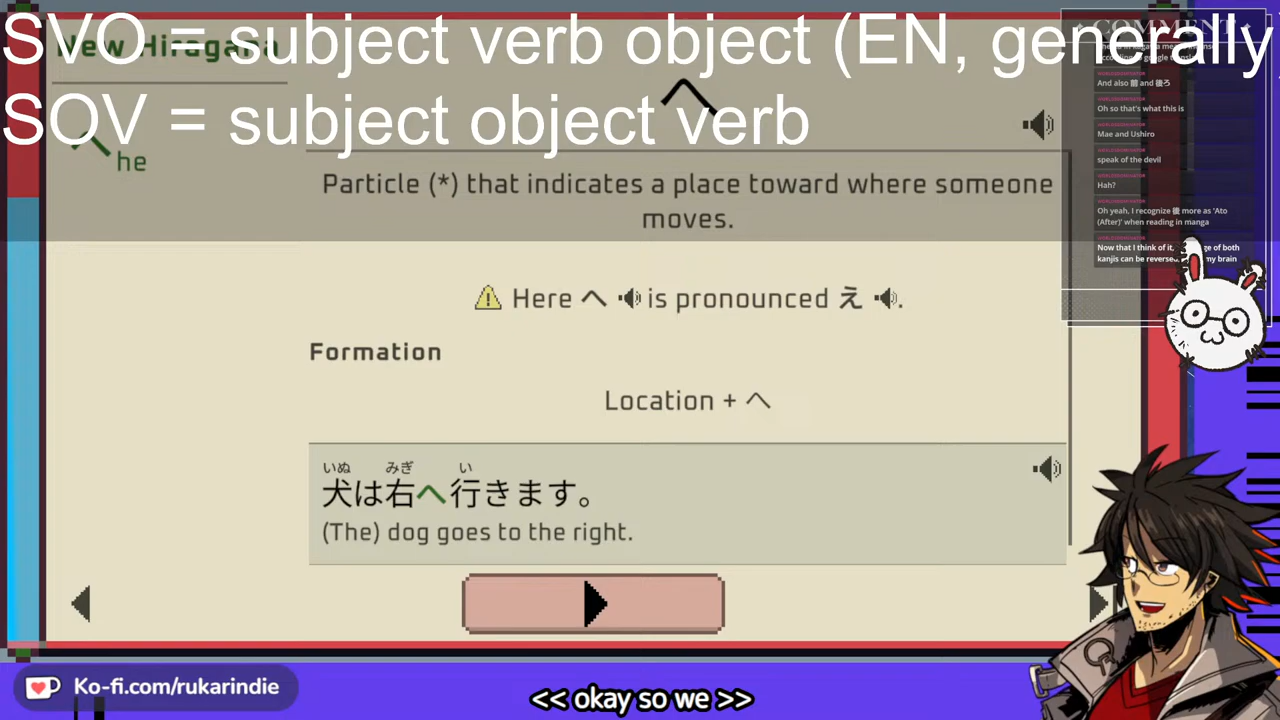 SVO = subject verb object (EN, generally
SOV = subject object verb
New Hiragana
へ
he
へ
Particle (*) that indicates a place toward where someone
moves.
Here へ is pronounced え .
Formation
Location + へ
いぬ みぎ い
犬は右へ行きます。
(The) dog goes to the right.
COMMENT
And also 前 and 後ろ
Oh so that's what this is
Mae and Ushiro
speak of the devil
Hah?
Oh yeah, I recognize 後 more as 'Ato
(After)' when reading in manga
Now that I think of it,
ge of both
kanjis can be reversed
my brain
Ko-fi.com/rukarindie
<< okay so we >>